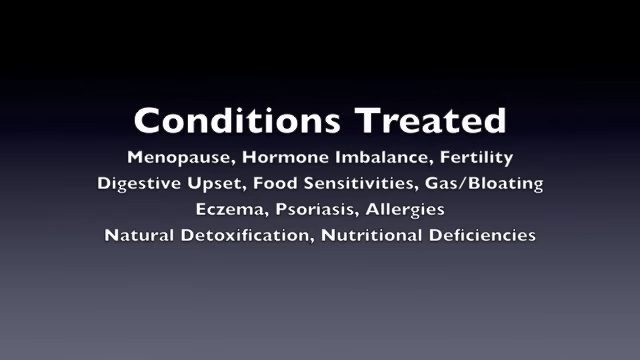 Conditions Treated
Menopause, Hormone Imbalance, Fertility
Digestive Upset, Food Sensitivities, Gas/Bloating
Eczema, Psoriasis, Allergies
Natural Detoxification, Nutritional Deficiencies